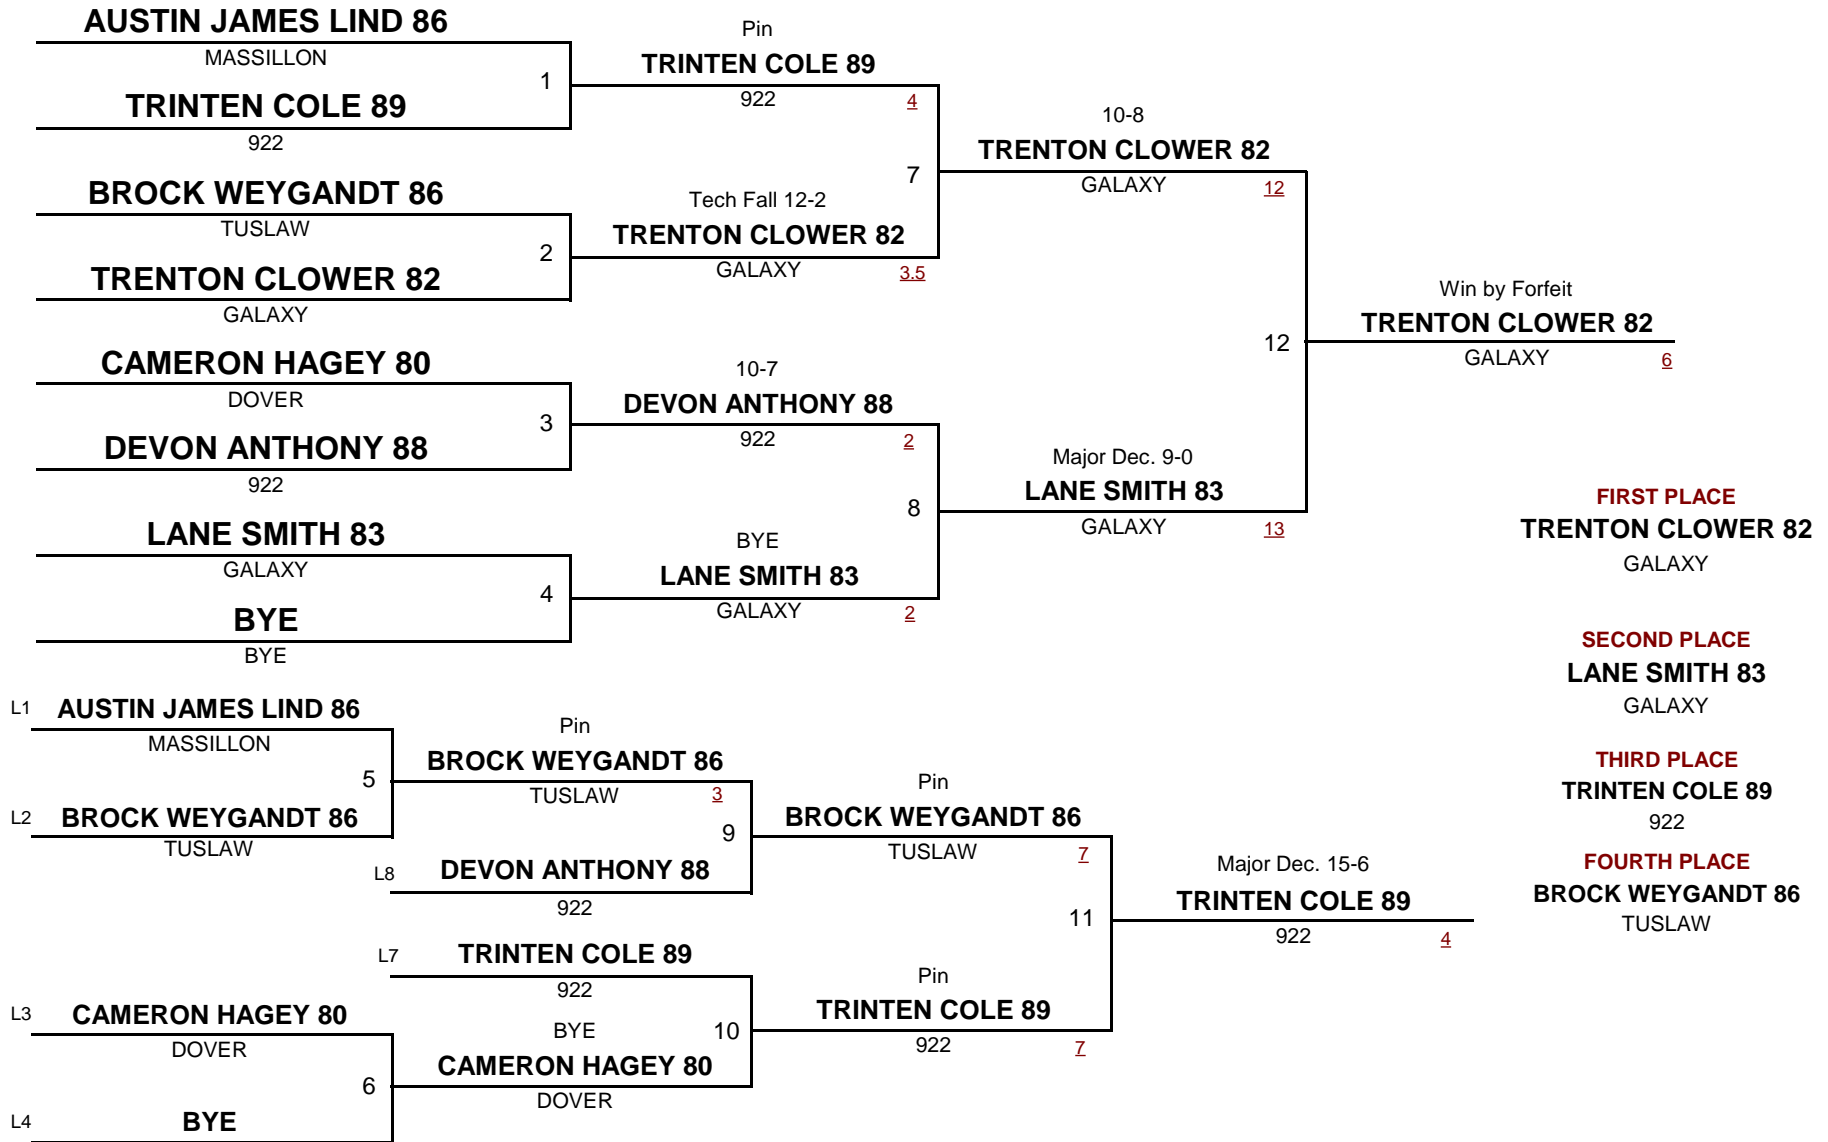 AUSTIN JAMES LIND 86
MASSILLON
1
TRINTEN COLE 89
922
Pin
TRINTEN COLE 89
922
4
BROCK WEYGANDT 86
TUSLAW
2
TRENTON CLOWER 82
GALAXY
Tech Fall 12-2
TRENTON CLOWER 82
GALAXY
3.5
7
10-8
TRENTON CLOWER 82
GALAXY
12
CAMERON HAGEY 80
DOVER
3
DEVON ANTHONY 88
922
10-7
DEVON ANTHONY 88
922
2
LANE SMITH 83
GALAXY
4
BYE
BYE
BYE
LANE SMITH 83
GALAXY
2
8
Major Dec. 9-0
LANE SMITH 83
GALAXY
13
12
Win by Forfeit
TRENTON CLOWER 82
GALAXY
6
FIRST PLACE
TRENTON CLOWER 82
GALAXY
SECOND PLACE
LANE SMITH 83
GALAXY
THIRD PLACE
TRINTEN COLE 89
922
FOURTH PLACE
BROCK WEYGANDT 86
TUSLAW
L1
AUSTIN JAMES LIND 86
MASSILLON
5
L2
BROCK WEYGANDT 86
TUSLAW
Pin
BROCK WEYGANDT 86
TUSLAW
3
9
L8
DEVON ANTHONY 88
922
Pin
BROCK WEYGANDT 86
TUSLAW
7
L7
TRINTEN COLE 89
922
L3
CAMERON HAGEY 80
DOVER
6
L4
BYE
BYE
CAMERON HAGEY 80
DOVER
10
Pin
TRINTEN COLE 89
922
7
11
Major Dec. 15-6
TRINTEN COLE 89
922
4